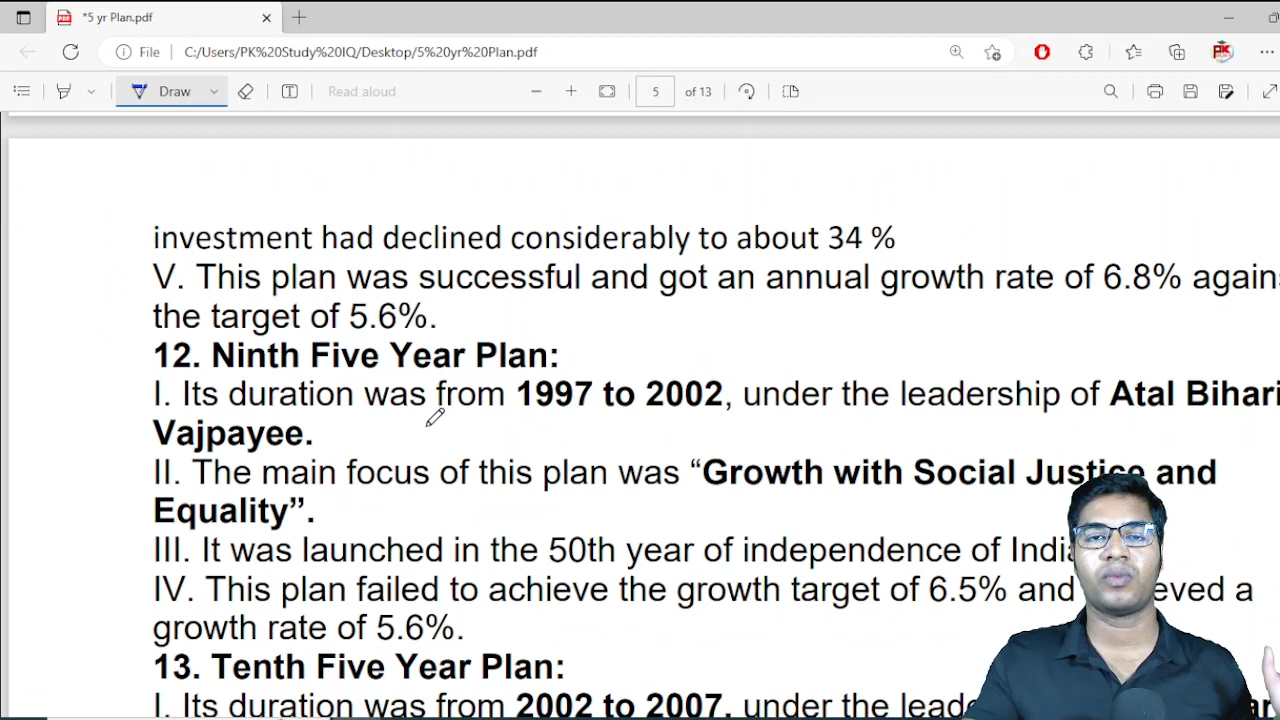 *5 yr Plan.pdf
File C:/Users/PK%20Study%20IQ/Desktop/5%20yr%20Plan.pdf
Draw Read aloud 5 of 13
investment had declined considerably to about 34 %
V. This plan was successful and got an annual growth rate of 6.8%
the target of 5.6%.
12. Ninth Five Year Plan:
I. Its duration was from 1997 to 2002, under the leadership of Atal Bihari
Vajpayee.
II. The main focus of this plan was “Growth with Social Justice and
Equality”.
III. It was launched in the 50th year of independence of
IV. This plan failed to achieve the growth target of 6.5% and a
growth rate of 5.6%.
13. Tenth Five Year Plan:
I. Its duration was from 2002 to 2007, under the